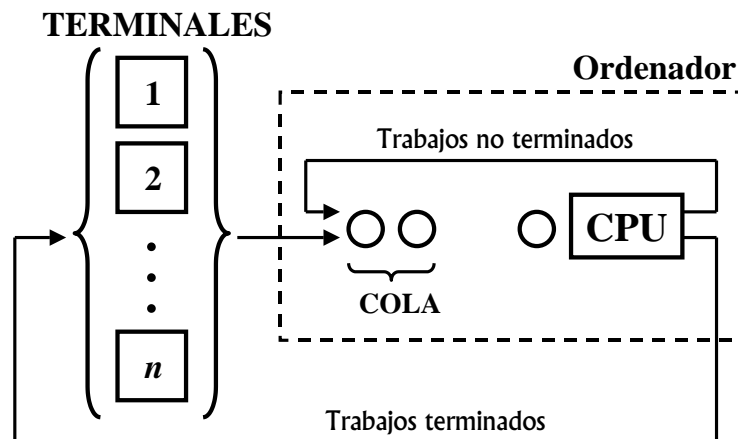 TERMINALES
Ordenador
1
2
n
Trabajos no terminados
CPU
COLA
Trabajos terminados